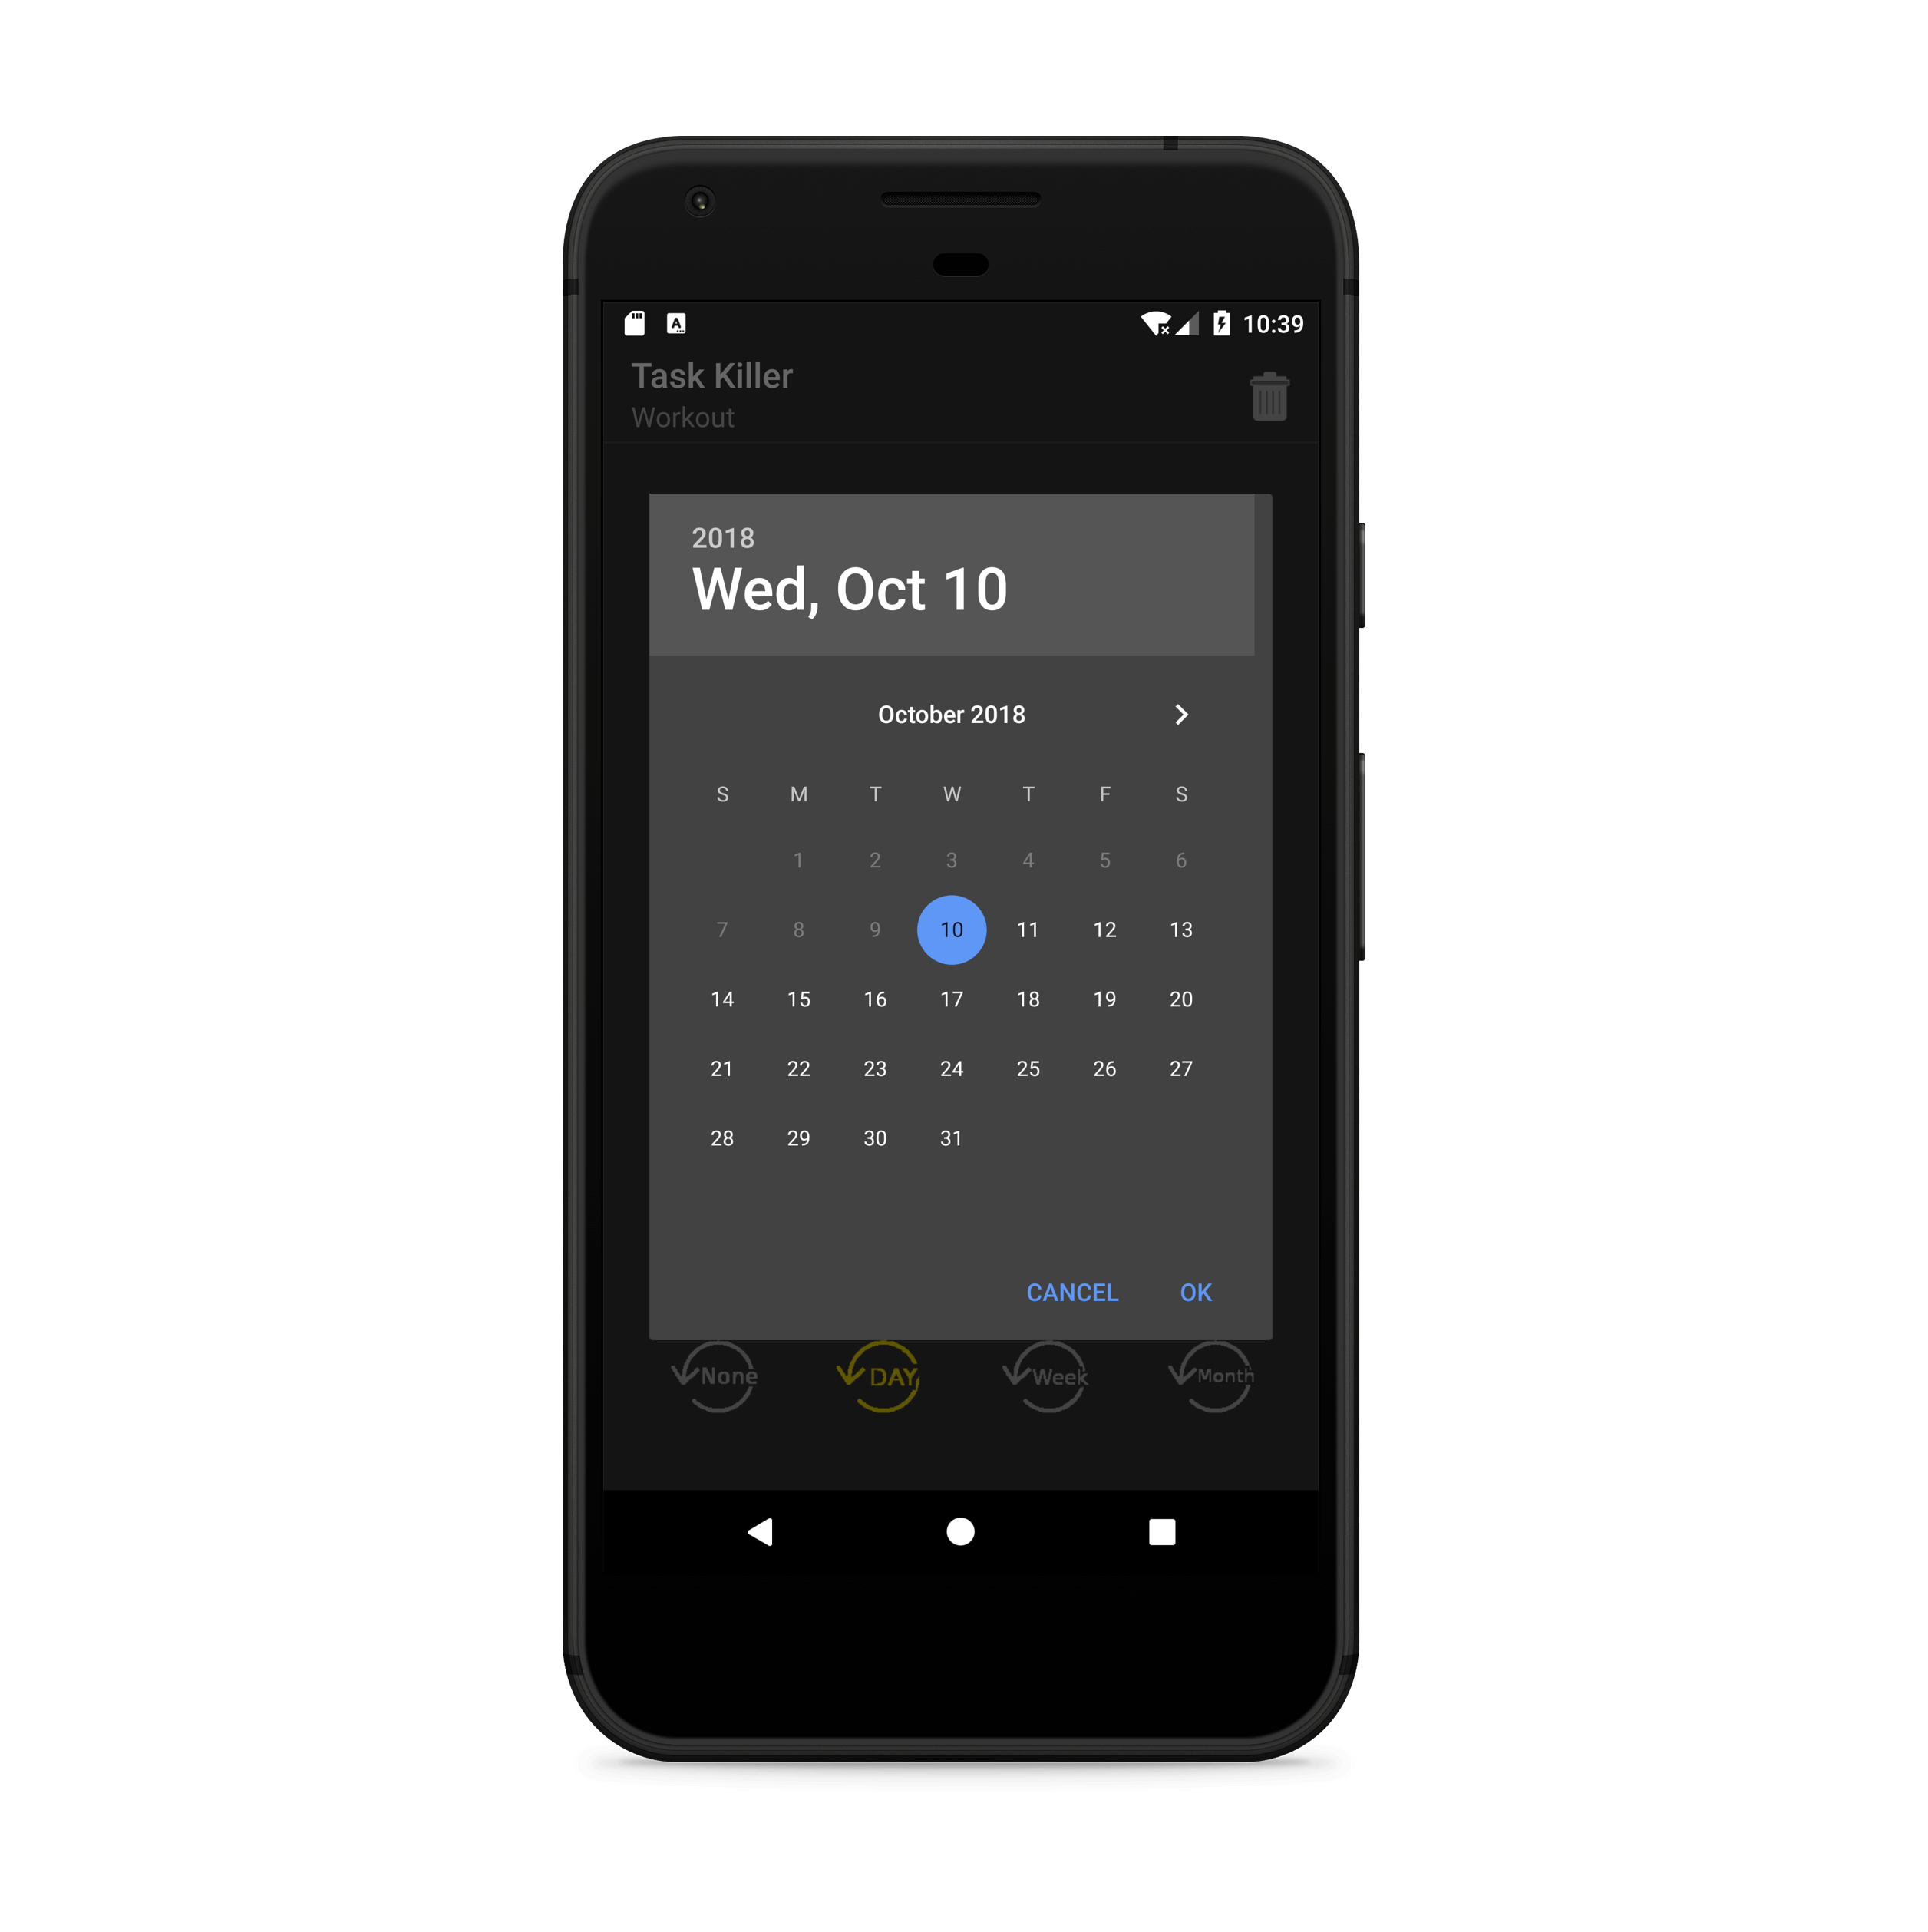 10:39
Task Killer
Workout
2018
Wed, Oct 10
October 2018
S M T W T F S
1 2 3 4 5 6
7 8 9 10 11 12 13
14 15 16 17 18 19 20
21 22 23 24 25 26 27
28 29 30 31
CANCEL OK
None DAY Week Month